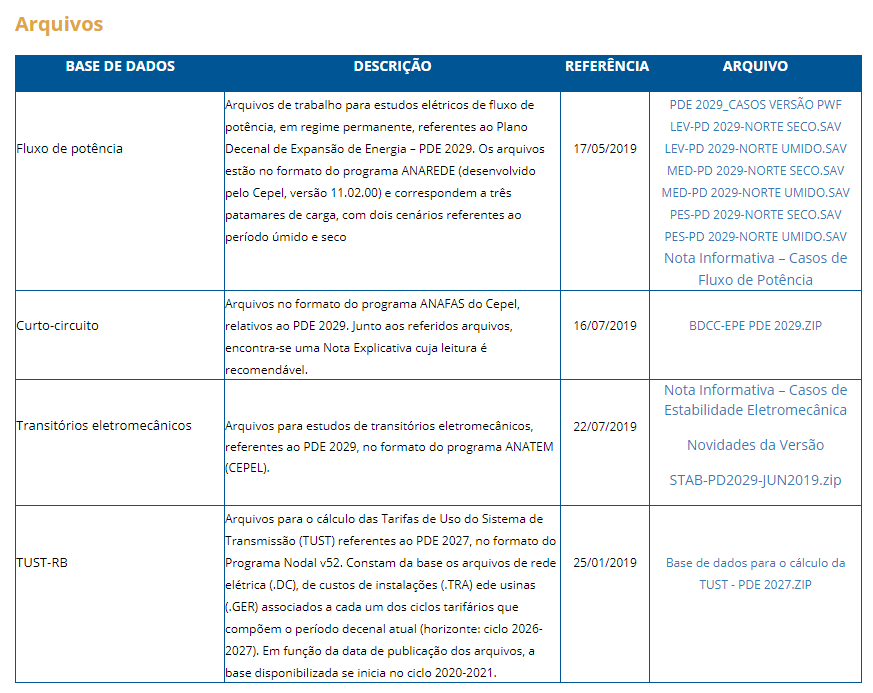 Arquivos
BASE DE DADOS
DESCRIÇÃO
REFERÊNCIA
ARQUIVO
Fluxo de potência
Arquivos de trabalho para estudos elétricos de fluxo de
potência, em regime permanente, referentes ao Plano
Decenal de Expansão de Energia – PDE 2029. Os arquivos
estão no formato do programa ANAREDE (desenvolvido
pelo Cepel, versão 11.02.00) e correspondem a três
patamares de carga, com dois cenários referentes ao
período úmido e seco
17/05/2019
PDE 2029_CASOS VERSÃO PWF
LEV-PD 2029-NORTE SECO.SAV
LEV-PD 2029-NORTE UMIDO.SAV
MED-PD 2029-NORTE SECO.SAV
MED-PD 2029-NORTE UMIDO.SAV
PES-PD 2029-NORTE SECO.SAV
PES-PD 2029-NORTE UMIDO.SAV
Nota Informativa – Casos de
Fluxo de Potência
Curto-circuito
Arquivos no formato do programa ANAFAS do Cepel,
relativos ao PDE 2029. Junto aos referidos arquivos,
encontra-se uma Nota Explicativa cuja leitura é
recomendável.
16/07/2019
BDCC-EPE PDE 2029.ZIP
Transitórios eletromecânicos
Arquivos para estudos de transitórios eletromecânicos,
referentes ao PDE 2029, no formato do programa ANATEM
(CEPEL).
22/07/2019
Nota Informativa – Casos de
Estabilidade Eletromecânica
Novidades da Versão
STAB-PD2029-JUN2019.zip
TUST-RB
Arquivos para o cálculo das Tarifas de Uso do Sistema de
Transmissão (TUST) referentes ao PDE 2027, no formato do
Programa Nodal v52. Constam da base os arquivos de rede
elétrica (.DC), de custos de instalações (.TRA) ede usinas
(.GER) associados a cada um dos ciclos tarifários que
compõem o período decenal atual (horizonte: ciclo 2026-
2027). Em função da data de publicação dos arquivos, a
base disponibilizada se inicia no ciclo 2020-2021.
25/01/2019
Base de dados para o cálculo da
TUST - PDE 2027.ZIP